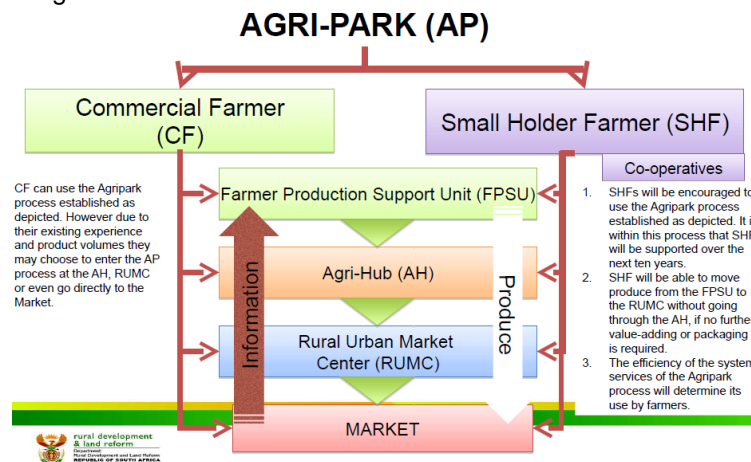 AGRI-PARK (AP)
Commercial Farmer
(CF)
Small Holder Farmer (SHF)
CF can use the Agripark
process established as
depicted. However due to
their existing experience
and product volumes they
may choose to enter the AP
process at the AH, RUMC
or even go directly to the
Market.
Farmer Production Support Unit (FPSU)
Agri-Hub (AH)
Rural Urban Market
Center (RUMC)
MARKET
Information
Produce
Co-operatives
1. SHFs will be encouraged to
use the Agripark process
established as depicted. It i
within this process that SHF
will be supported over the
next ten years.
2. SHF will be able to move
produce from the FPSU to
the RUMC without going
through the AH, if no furthe
value-adding or packaging
is required.
3. The efficiency of the system
services of the Agripark
process will determine its
use by farmers.
rural development
& land reform
Department:
Rural Development and Land Reform
REPUBLIC OF SOUTH AFRICA